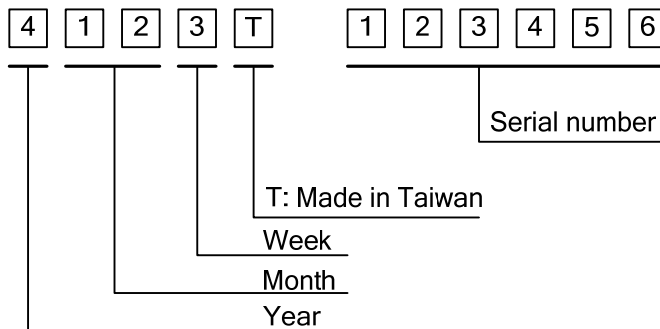 4 1 2 3 T 1 2 3 4 5 6
Serial number
T: Made in Taiwan
Week
Month
Year